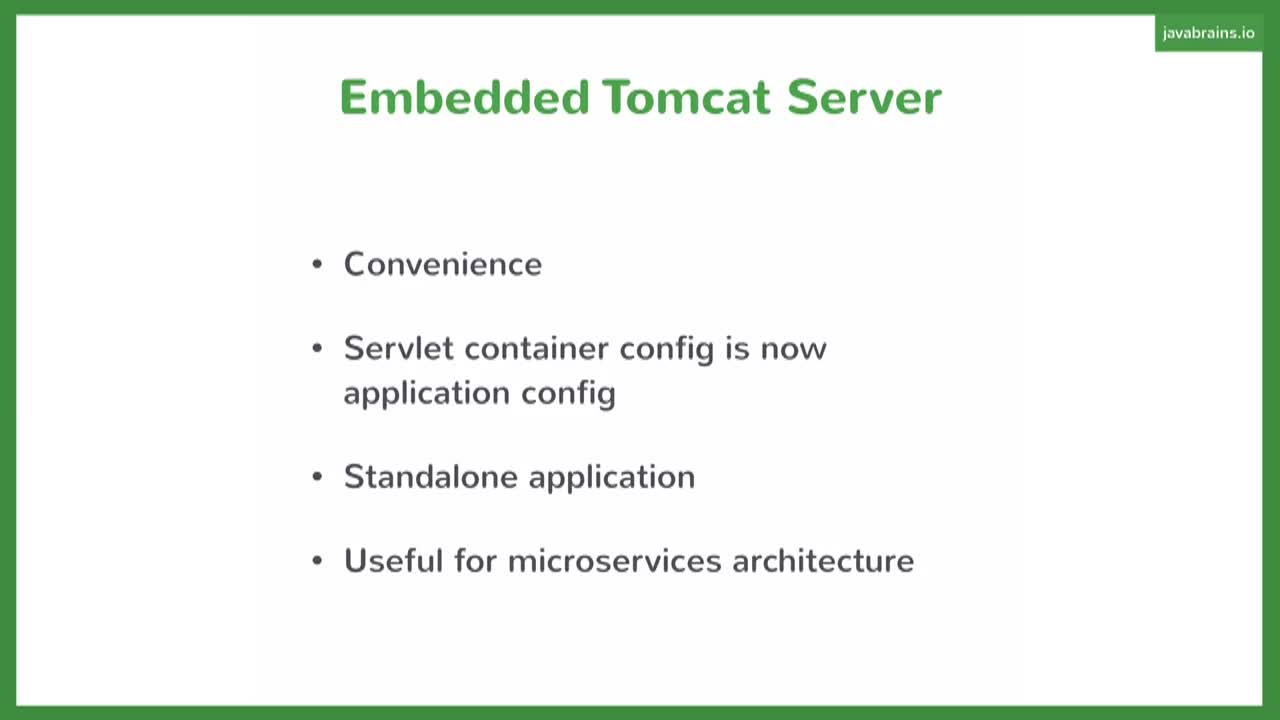 javabrains.io
Embedded Tomcat Server
• Convenience
• Servlet container config is now
application config
• Standalone application
• Useful for microservices architecture